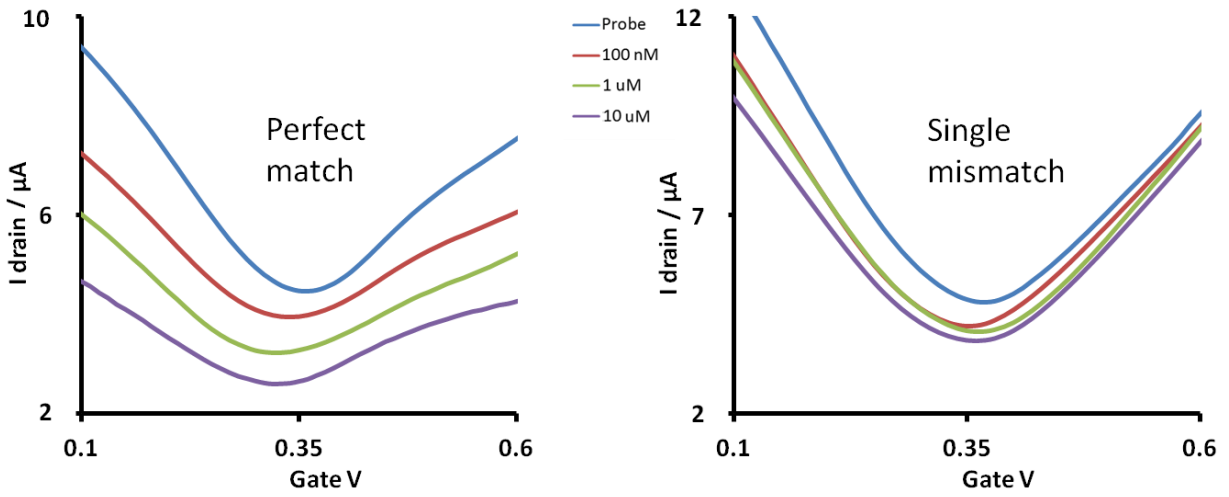 10
6
2
I drain / µA
0.1
0.35
0.6
Gate V
Perfect
match
Probe
100 nM
1 uM
10 uM
12
7
2
I drain / µA
0.1
0.35
0.6
Gate V
Single
mismatch